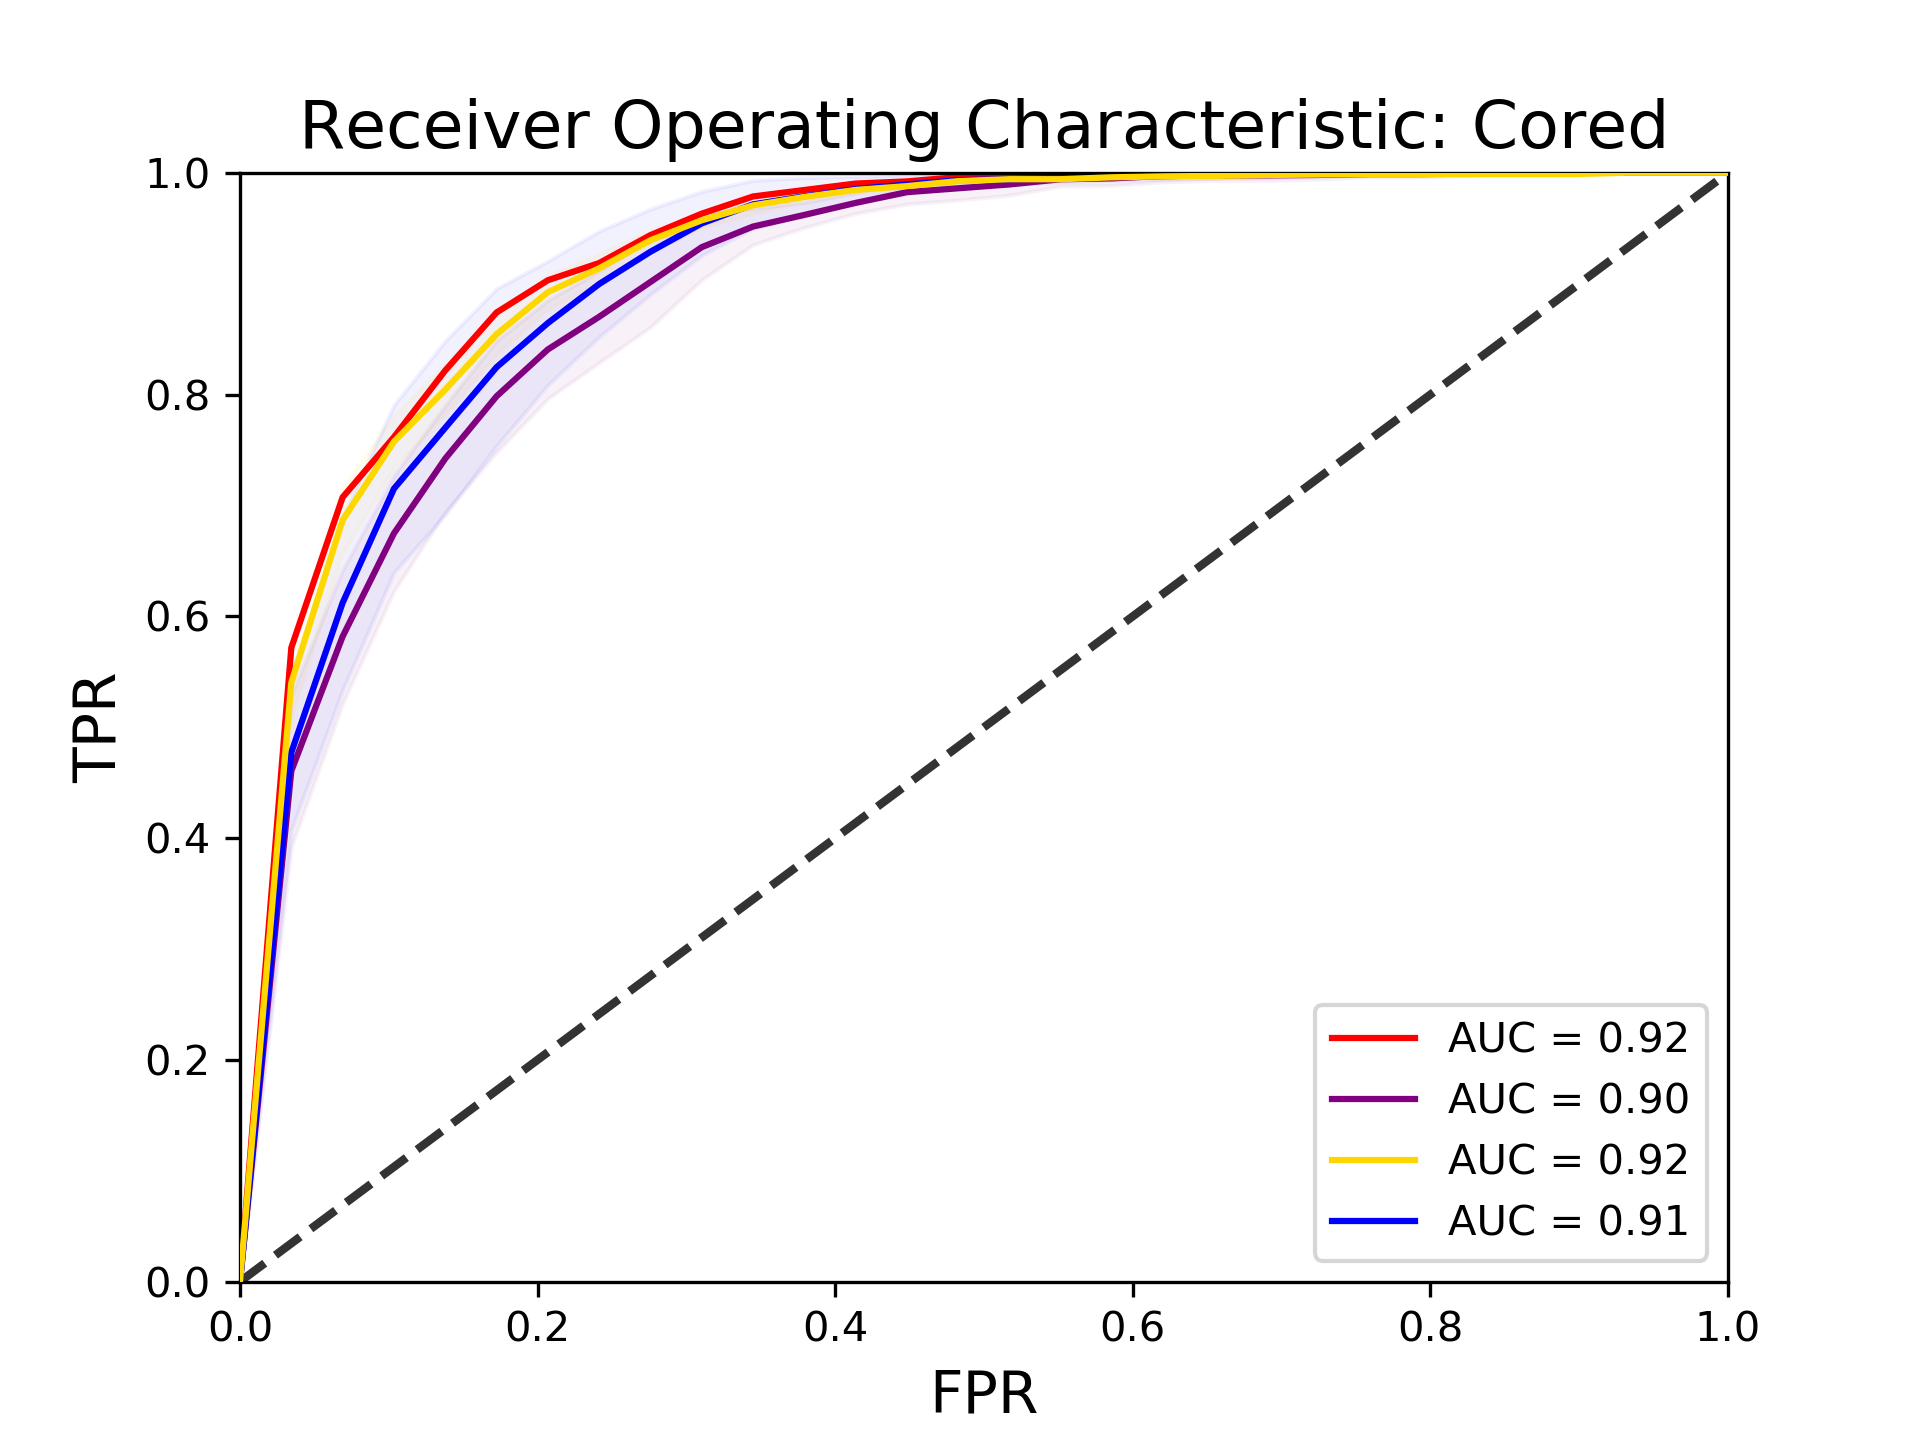 Receiver Operating Characteristic: Cored
1.0
0.8
0.6
0.4
0.2
0.0
TPR
AUC = 0.92
AUC = 0.90
AUC = 0.92
AUC = 0.91
0.0 0.2 0.4 0.6 0.8 1.0
FPR